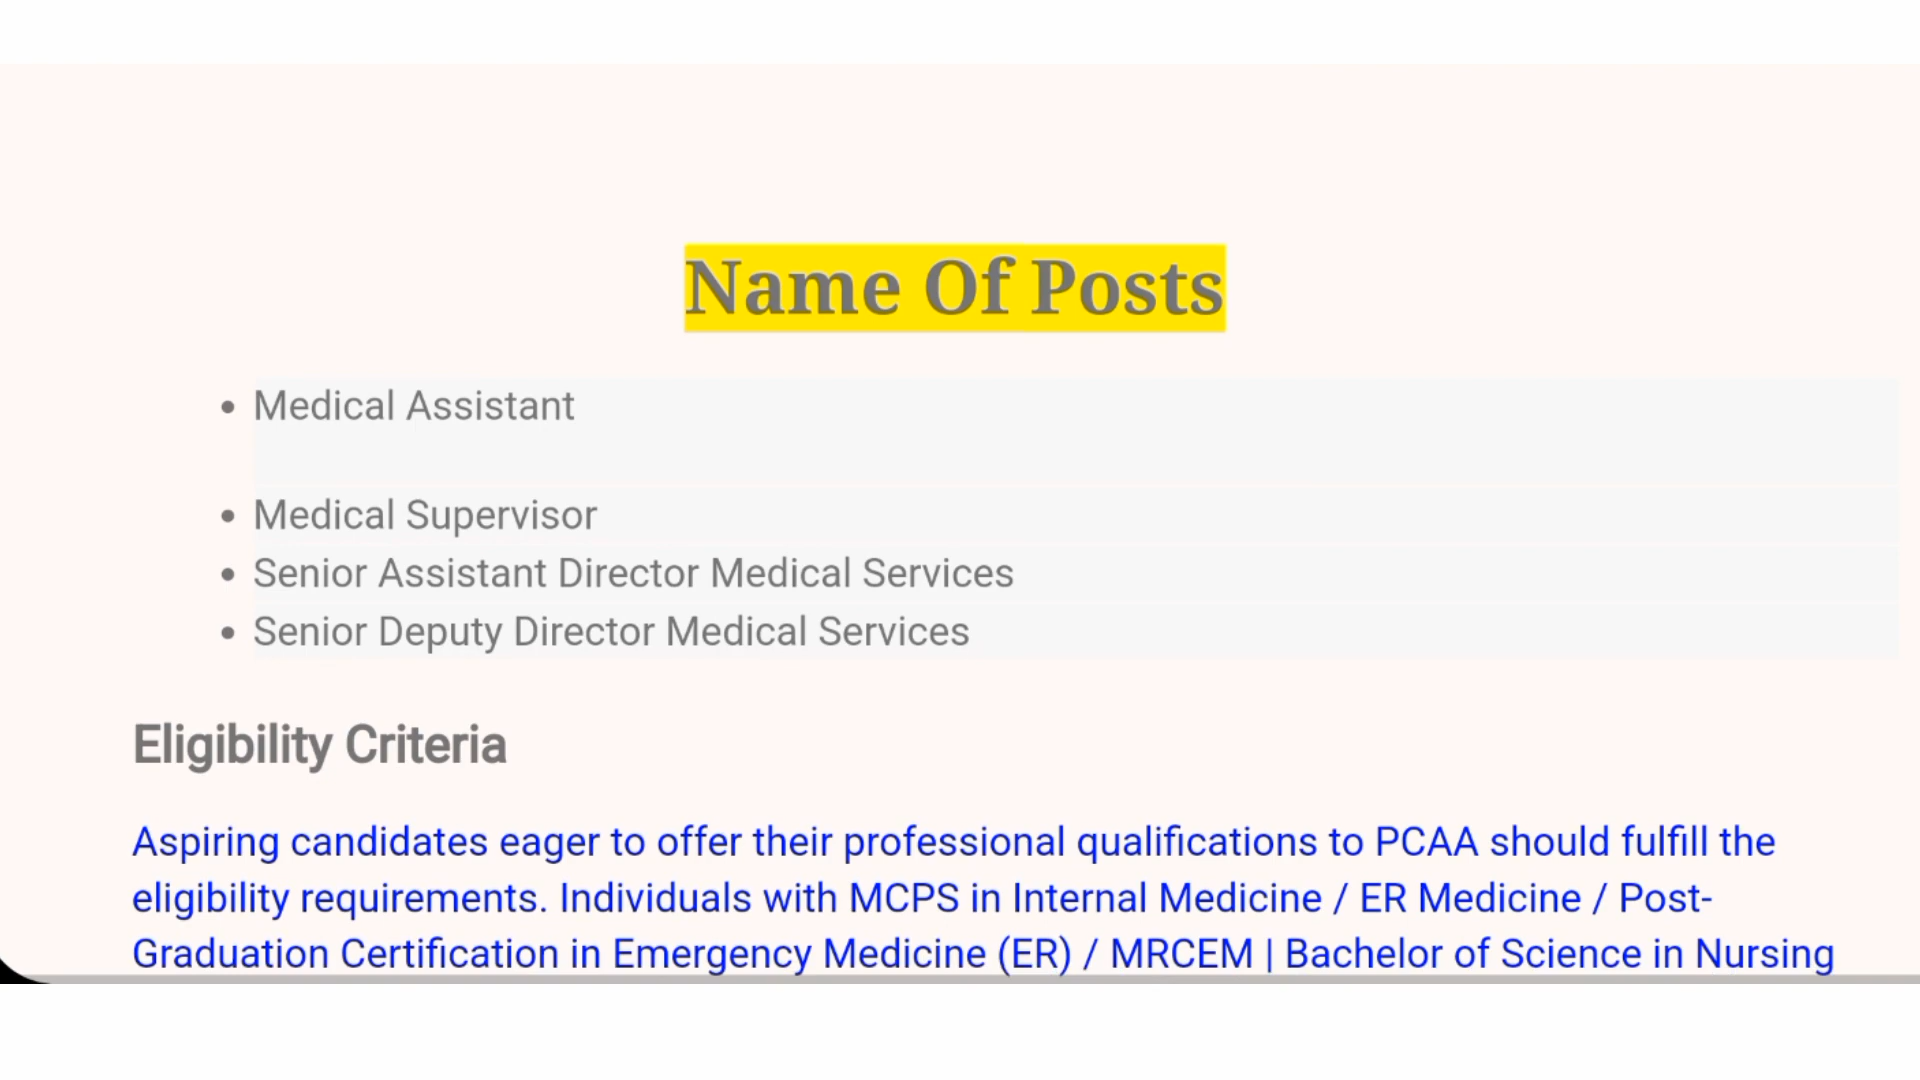 Name Of Posts
• Medical Assistant
• Medical Supervisor
• Senior Assistant Director Medical Services
• Senior Deputy Director Medical Services
Eligibility Criteria
Aspiring candidates eager to offer their professional qualifications to PCAA should fulfill the
eligibility requirements. Individuals with MCPS in Internal Medicine / ER Medicine / Post-
Graduation Certification in Emergency Medicine (ER) / MRCEM | Bachelor of Science in Nursing